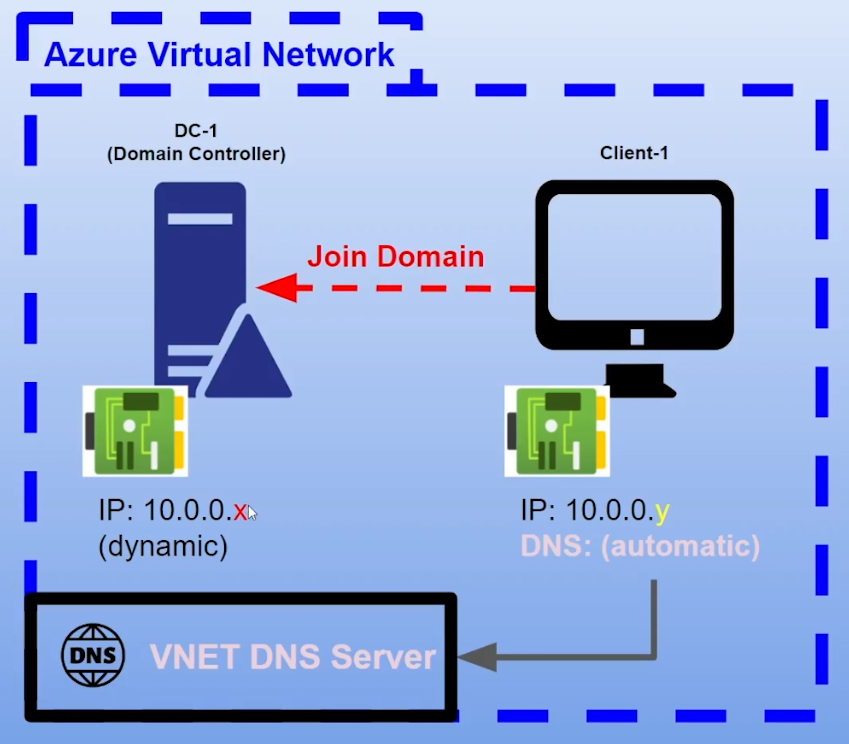 Azure Virtual Network
DC-1
(Domain Controller)
Client-1
Join Domain
IP: 10.0.0.x
(dynamic)
IP: 10.0.0.y
DNS: (automatic)
DNS
VNET DNS Server